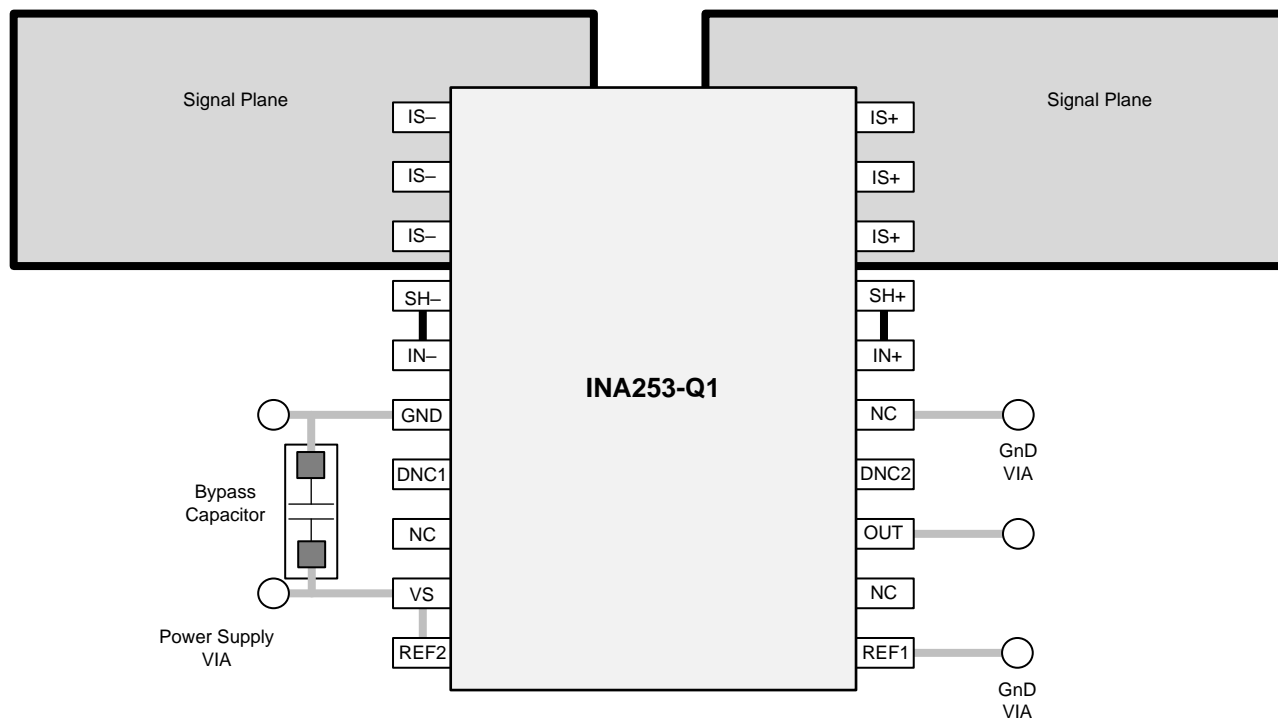 Signal Plane
Signal Plane
IS–
IS+
IS–
IS+
IS–
IS+
SH–
SH+
IN–
IN+
INA253-Q1
GND
NC
GnD
VIA
DNC1
DNC2
Bypass
Capacitor
NC
OUT
VS
NC
Power Supply
VIA
REF2
REF1
GnD
VIA